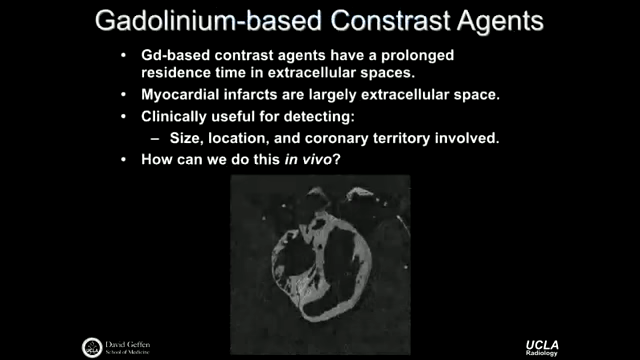 Gadolinium-based Constrast Agents
• Gd-based contrast agents have a prolonged
residence time in extracellular spaces.
• Myocardial infarcts are largely extracellular space.
• Clinically useful for detecting:
– Size, location, and coronary territory involved.
• How can we do this in vivo?
UCLA
David Geffen
School of Medicine
UCLA
Radiology